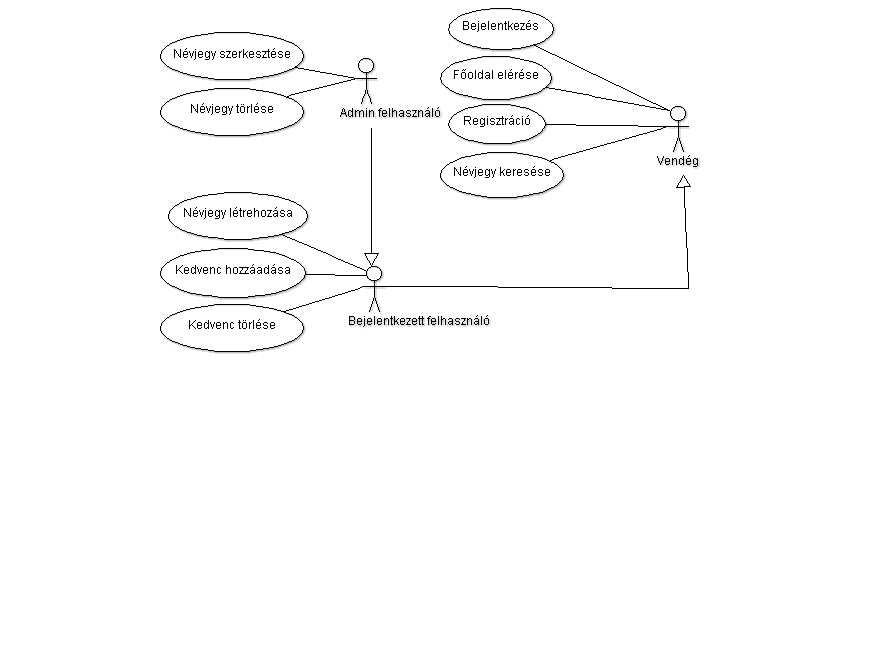 Bejelentkezés
Névjegy szerkesztése
Főoldal elérése
Névjegy törlése
Admin felhasználó
Regisztráció
Vendég
Névjegy keresése
Névjegy létrehozása
Kedvenc hozzáadása
Kedvenc törlése
Bejelentkezett felhasználó